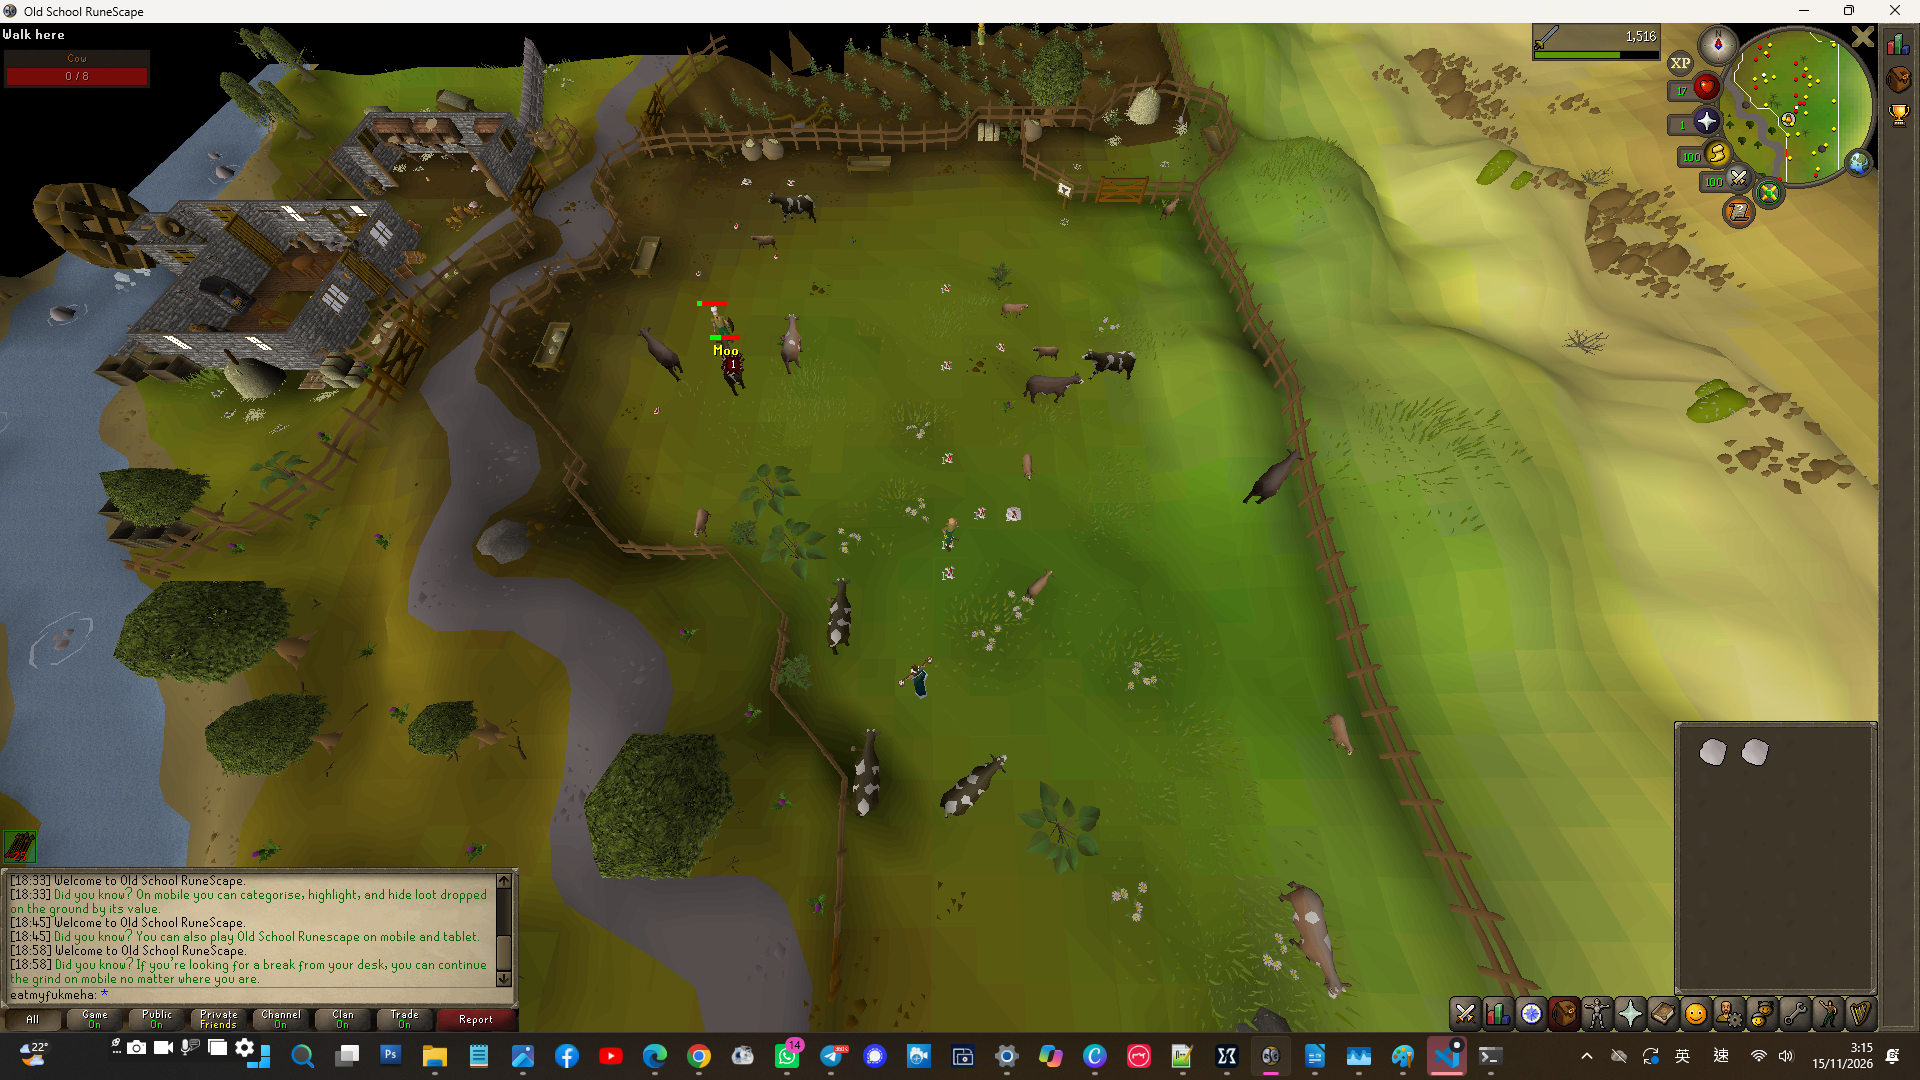 Old School RuneScape
Walk here
Cow
0 / 8
1,516
XP
N
17
1
100
100
Moo
1
25
[18:33] Welcome to Old School RuneScape.
[18:33] Did you know? On mobile you can categorise, highlight, and hide loot dropped
on the ground by its value.
[18:45] Welcome to Old School RuneScape.
[18:45] Did you know? You can also play Old School Runescape on mobile and tablet.
[18:58] Welcome to Old School RuneScape.
[18:58] Did you know? If you're looking for a break from your desk, you can continue
the grind on mobile no matter where you are.
eatmyfukmeha: *
All
Game
On
Public
On
Private
Friends
Channel
On
Clan
On
Trade
On
Report
22°
Ps
14
英
速
3:15
15/11/2026